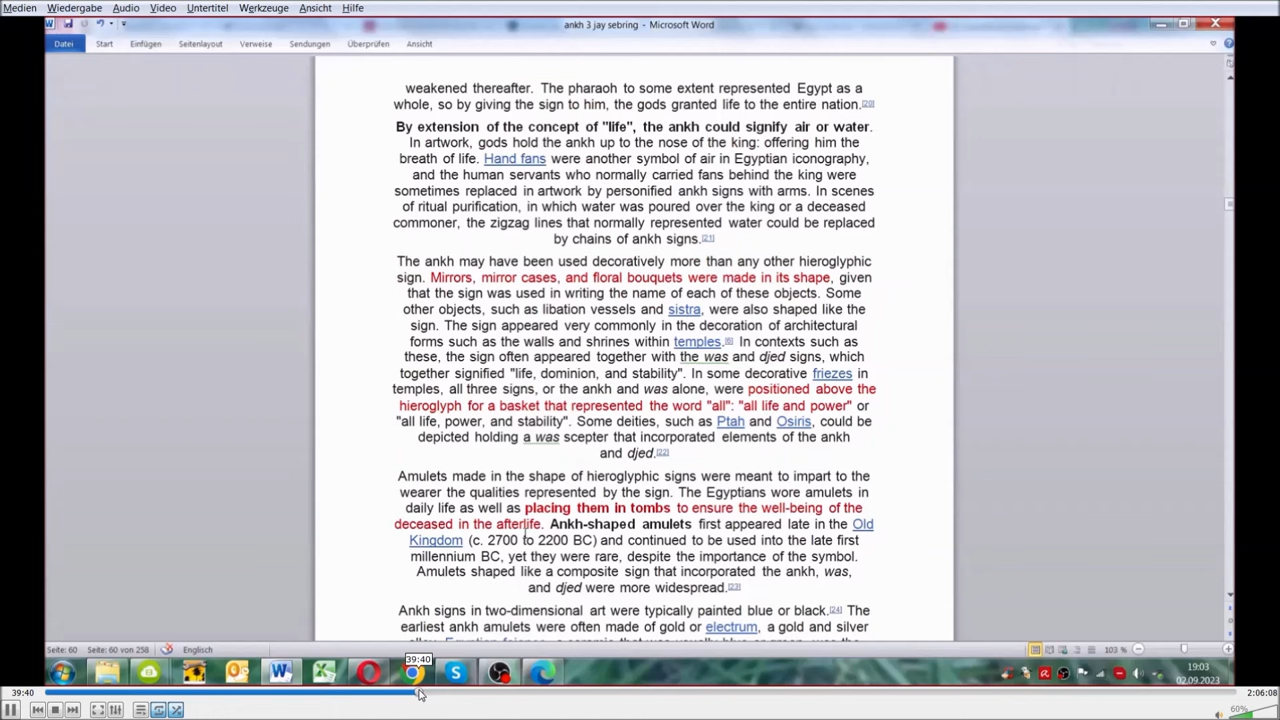 Medien Wiedergabe Audio Video Untertitel Werkzeuge Ansicht Hilfe
ankh 3 jay sebring - Microsoft Word
Datei Start Einfügen Seitenlayout Verweise Sendungen Überprüfen Ansicht
weakened thereafter. The pharaoh to some extent represented Egypt as a
whole, so by giving the sign to him, the gods granted life to the entire nation.[20]
By extension of the concept of "life", the ankh could signify air or water.
In artwork, gods hold the ankh up to the nose of the king: offering him the
breath of life. Hand fans were another symbol of air in Egyptian iconography,
and the human servants who normally carried fans behind the king were
sometimes replaced in artwork by personified ankh signs with arms. In scenes
of ritual purification, in which water was poured over the king or a deceased
commoner, the zigzag lines that normally represented water could be replaced
by chains of ankh signs.[21]
The ankh may have been used decoratively more than any other hieroglyphic
sign. Mirrors, mirror cases, and floral bouquets were made in its shape, given
that the sign was used in writing the name of each of these objects. Some
other objects, such as libation vessels and sistra, were also shaped like the
sign. The sign appeared very commonly in the decoration of architectural
forms such as the walls and shrines within temples.[6] In contexts such as
these, the sign often appeared together with the was and djed signs, which
together signified "life, dominion, and stability". In some decorative friezes in
temples, all three signs, or the ankh and was alone, were positioned above the
hieroglyph for a basket that represented the word "all": "all life and power" or
"all life, power, and stability". Some deities, such as Ptah and Osiris, could be
depicted holding a was scepter that incorporated elements of the ankh
and djed.[22]
Amulets made in the shape of hieroglyphic signs were meant to impart to the
wearer the qualities represented by the sign. The Egyptians wore amulets in
daily life as well as placing them in tombs to ensure the well-being of the
deceased in the afterlife. Ankh-shaped amulets first appeared late in the Old
Kingdom (c. 2700 to 2200 BC) and continued to be used into the late first
millennium BC, yet they were rare, despite the importance of the symbol.
Amulets shaped like a composite sign that incorporated the ankh, was,
and djed were more widespread.[23]
Ankh signs in two-dimensional art were typically painted blue or black.[24] The
earliest ankh amulets were often made of gold or electrum, a gold and silver
Seite: 60 Seite: 60 von 258 Englisch 103 %
39:40
19:03
02.09.2023
39:40 2:06:08
60%